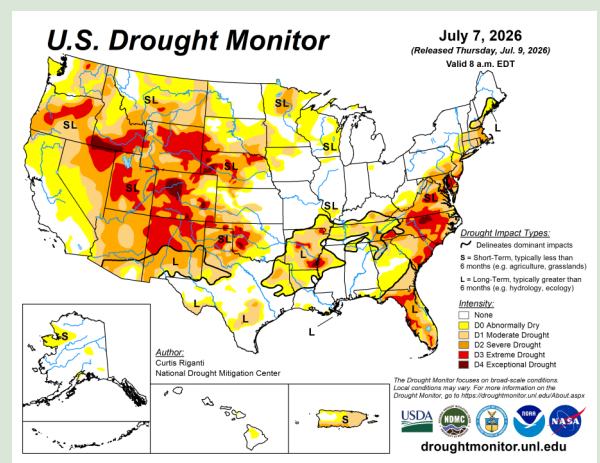 U.S. Drought Monitor
July 7, 2026
(Released Thursday, Jul. 9, 2026)
Valid 8 a.m. EDT
SL
SL
SL
SL
L
L
SL
SL
SL
SL
SL
L
L
L
L
L
L
S
S
Drought Impact Types:
Delineates dominant impacts
S = Short-Term, typically less than
6 months (e.g. agriculture, grasslands)
L = Long-Term, typically greater than
6 months (e.g. hydrology, ecology)
Intensity:
None
D0 Abnormally Dry
D1 Moderate Drought
D2 Severe Drought
D3 Extreme Drought
D4 Exceptional Drought
Author:
Curtis Riganti
National Drought Mitigation Center
The Drought Monitor focuses on broad-scale conditions.
Local conditions may vary. For more information on the
Drought Monitor, go to https://droughtmonitor.unl.edu/About.aspx
USDA
NDMC
NOAA
NASA
droughtmonitor.unl.edu